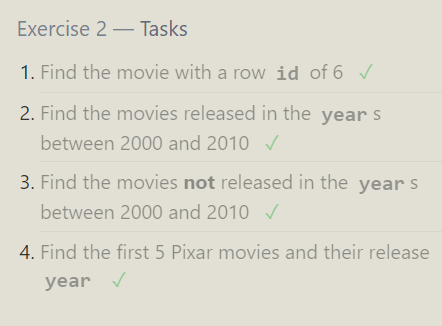 Exercise 2 — Tasks
1. Find the movie with a row id of 6 ✓
2. Find the movies released in the year s
between 2000 and 2010 ✓
3. Find the movies not released in the year s
between 2000 and 2010 ✓
4. Find the first 5 Pixar movies and their release
year ✓